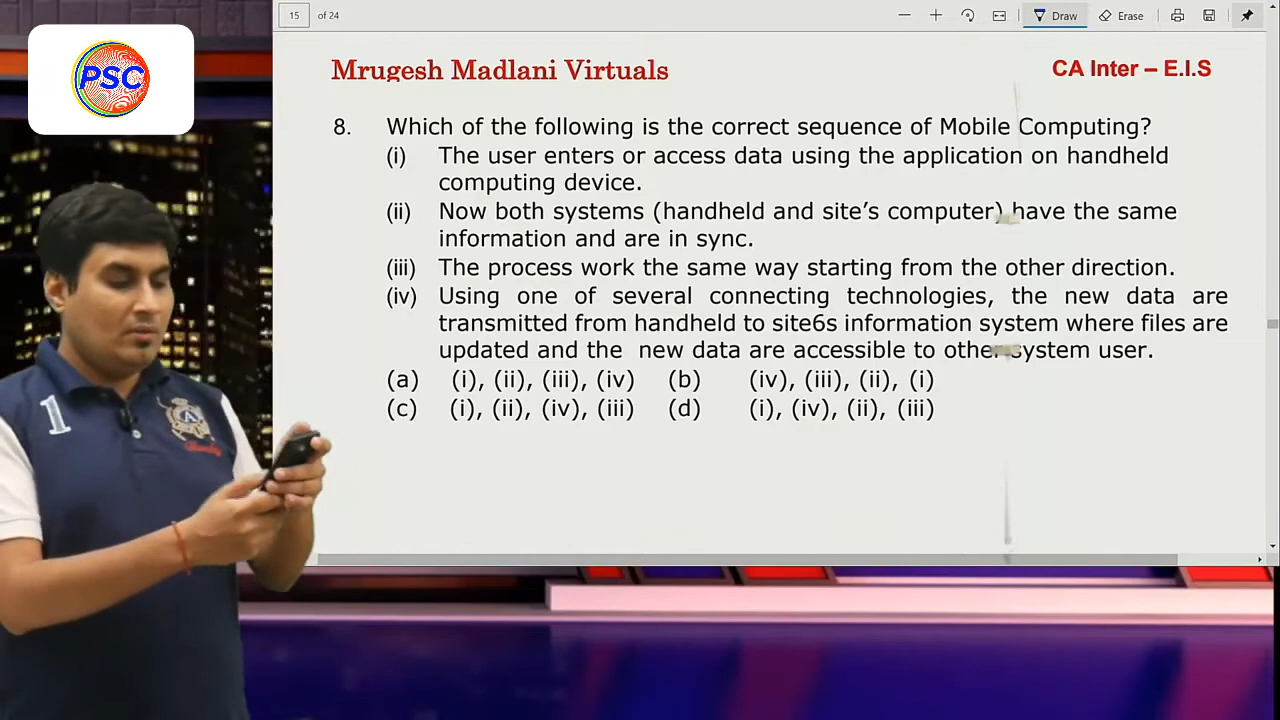 PSC
15 of 24
Draw
Erase
Mrugesh Madlani Virtuals
CA Inter – E.I.S
8. Which of the following is the correct sequence of Mobile Computing?
(i) The user enters or access data using the application on handheld
computing device.
(ii) Now both systems (handheld and site’s computer) have the same
information and are in sync.
(iii) The process work the same way starting from the other direction.
(iv) Using one of several connecting technologies, the new data are
transmitted from handheld to site6s information system where files are
updated and the new data are accessible to other system user.
(a) (i), (ii), (iii), (iv) (b) (iv), (iii), (ii), (i)
(c) (i), (ii), (iv), (iii) (d) (i), (iv), (ii), (iii)
1
A